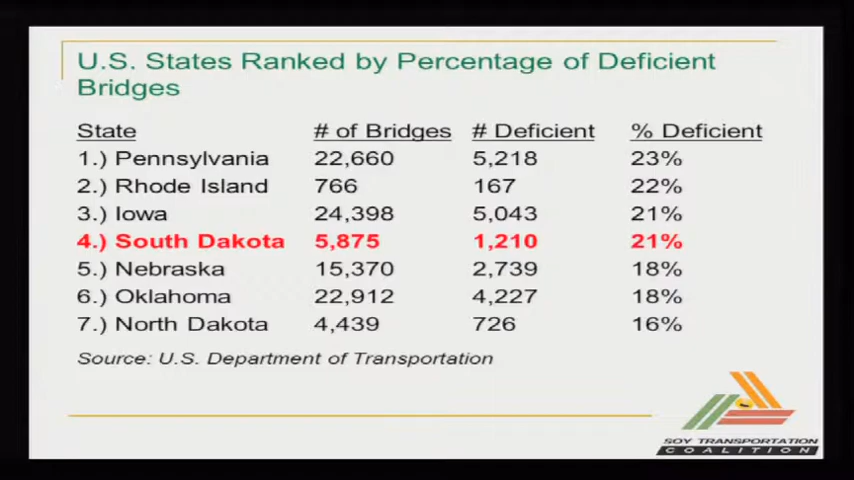 U.S. States Ranked by Percentage of Deficient
Bridges
State # of Bridges # Deficient % Deficient
1.) Pennsylvania 22,660 5,218 23%
2.) Rhode Island 766 167 22%
3.) Iowa 24,398 5,043 21%
4.) South Dakota 5,875 1,210 21%
5.) Nebraska 15,370 2,739 18%
6.) Oklahoma 22,912 4,227 18%
7.) North Dakota 4,439 726 16%
Source: U.S. Department of Transportation
SOY TRANSPORTATION
COALITION